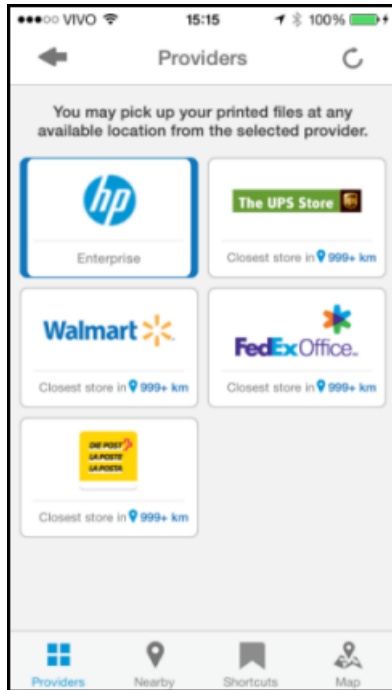 VIVO 15:15 100%
Providers
You may pick up your printed files at any
available location from the selected provider.
hp
Enterprise
The UPS Store
Closest store in 999+ km
Walmart
Closest store in 999+ km
FedEx Office
Closest store in 999+ km
DIE POST
LA POSTE
LA POSTA
Closest store in 999+ km
Providers Nearby Shortcuts Map